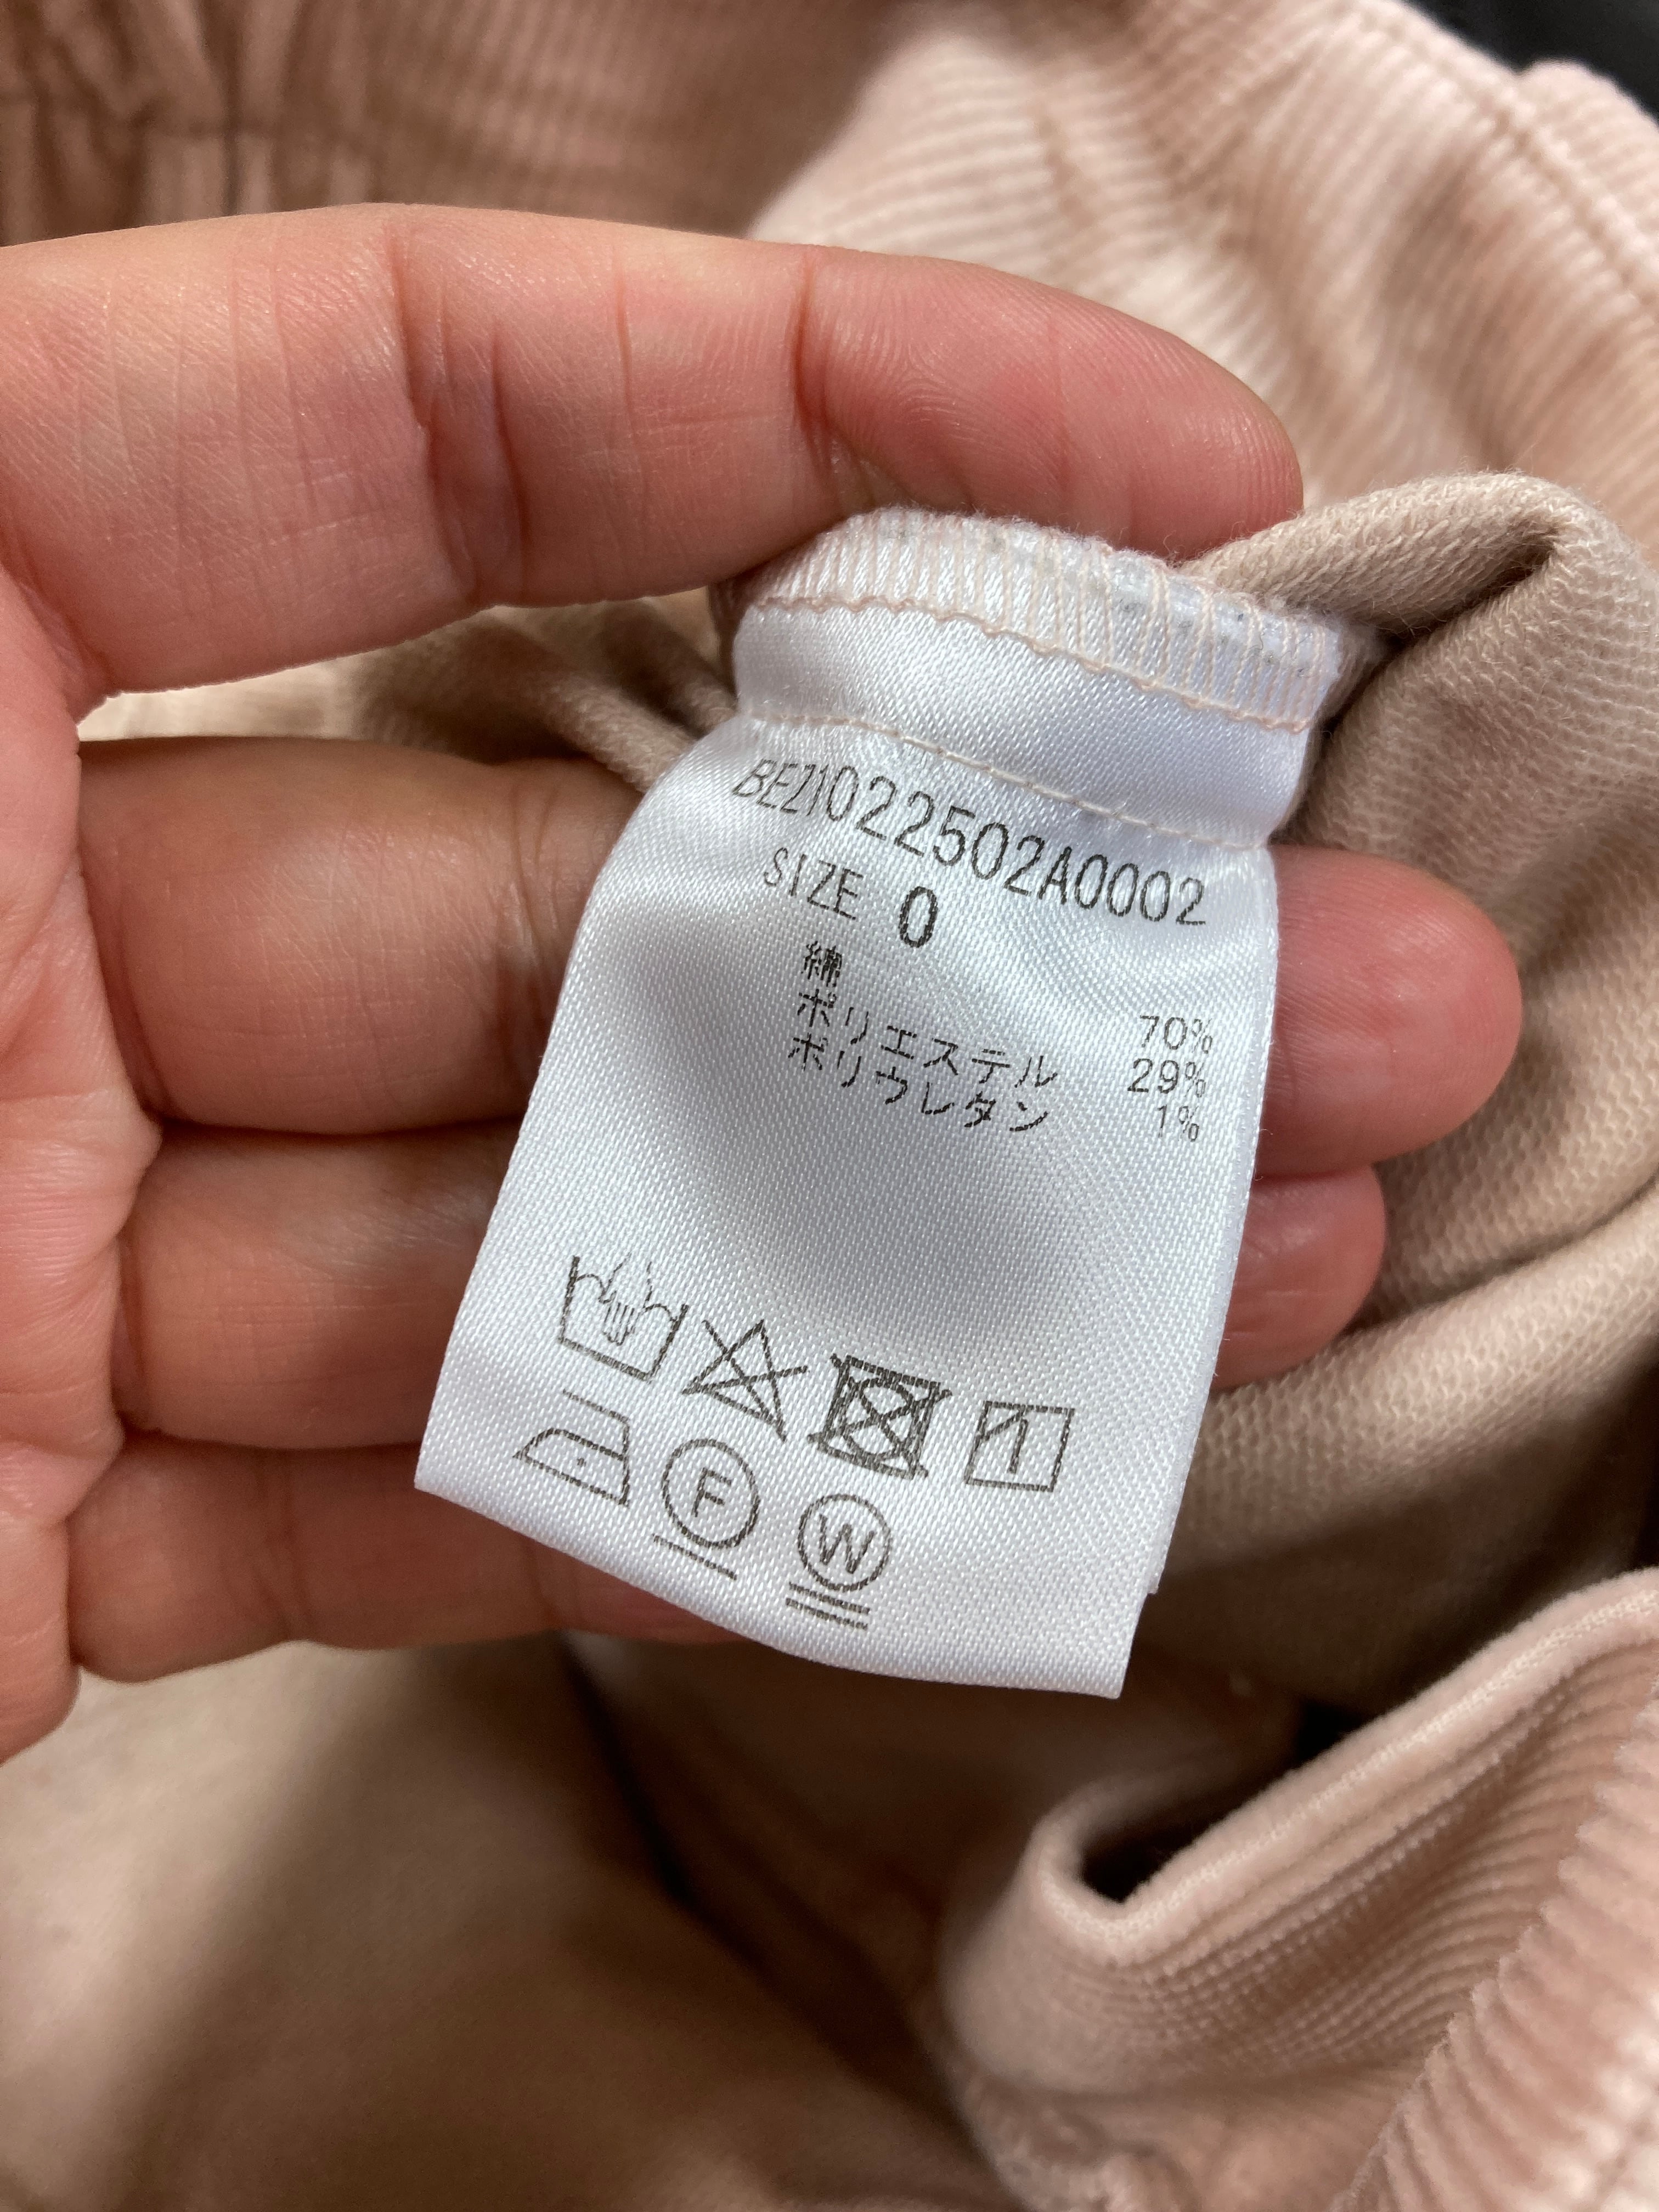 BEZ1022502A0002
SIZE 0
綿 70%
ポリエステル 29%
ポリウレタン 1%
F W